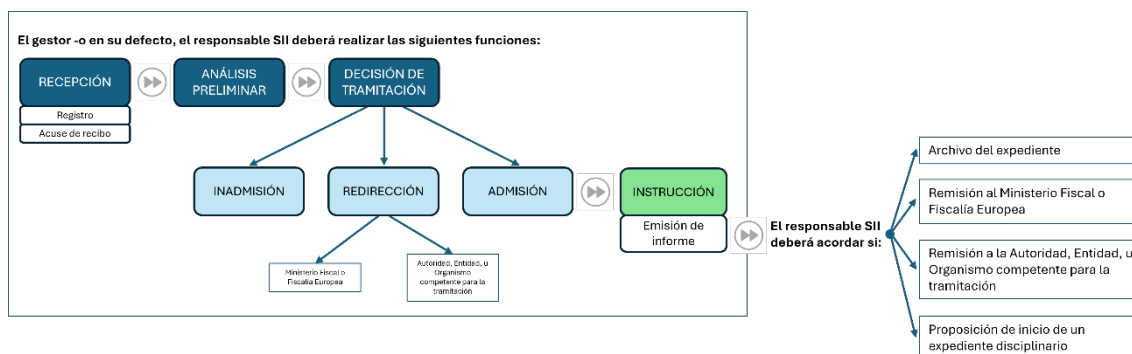 El gestor -o en su defecto, el responsable SII deberá realizar las siguientes funciones:
RECEPCIÓN
Registro
Acuse de recibo
ANÁLISIS
PRELIMINAR
DECISIÓN DE
TRAMITACIÓN
INADMISIÓN
REDIRECCIÓN
ADMISIÓN
INSTRUCCIÓN
Emisión de
informe
Ministerio Fiscal o
Fiscalía Europea
Autoridad, Entidad, u
Organismo
competente para la
tramitación
El responsable SII
deberá acordar si:
Archivo del expediente
Remisión al Ministerio Fiscal o
Fiscalía Europea
Remisión a la Autoridad, Entidad, u
Organismo competente para la
tramitación
Proposición de inicio de un
expediente disciplinario